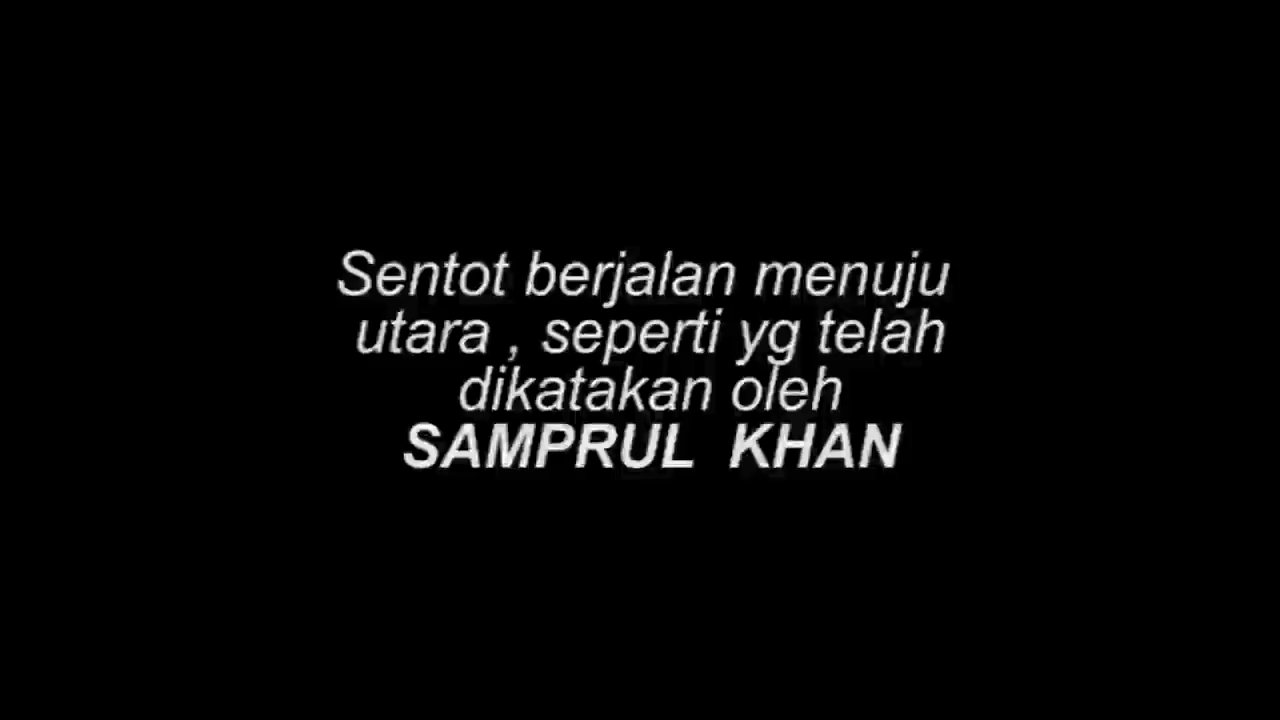 Sentot berjalan menuju
utara , seperti yg telah
dikatakan oleh
SAMPRUL KHAN